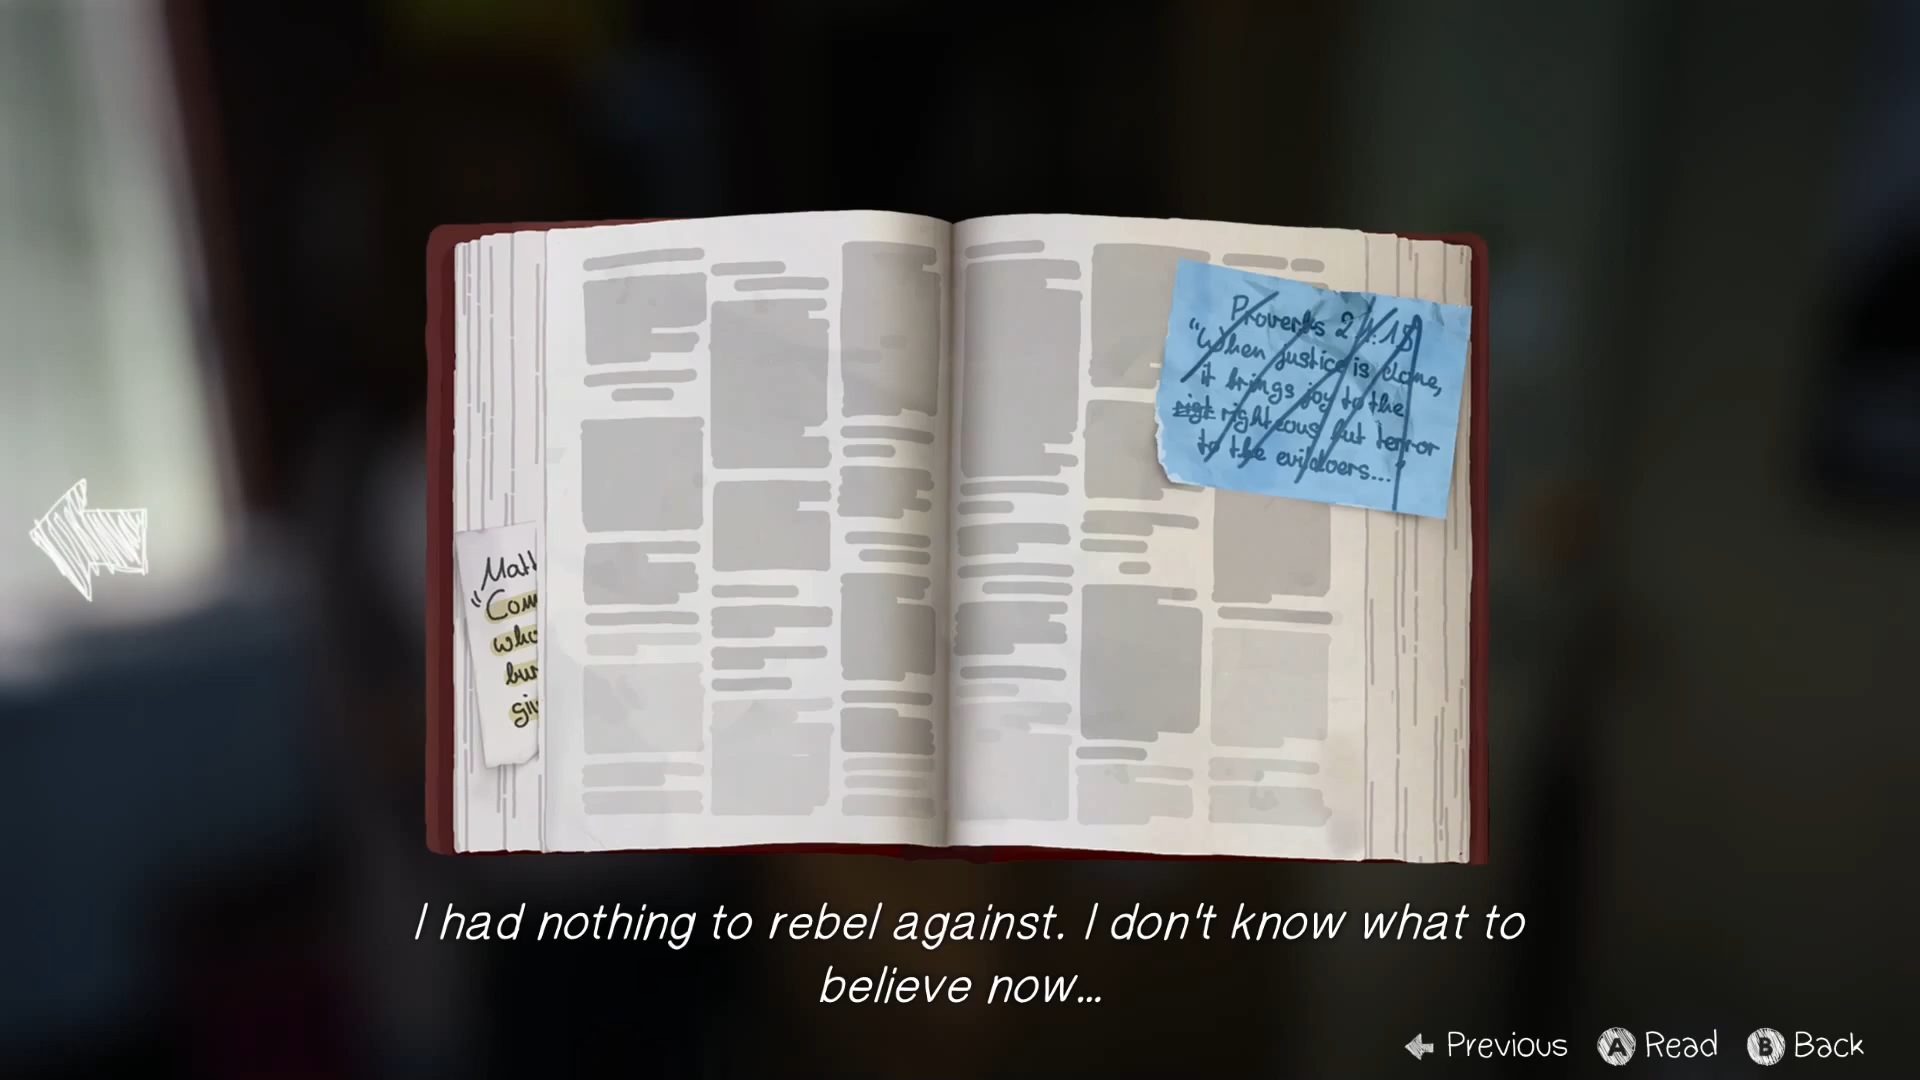 Proverbs 21:15
"When justice is done,
it brings joy to the
rigt righteous but terror
to the evildoers..."
Matt
"Com
who
bur
giv
I had nothing to rebel against. I don't know what to
believe now...
Previous
A Read
B Back